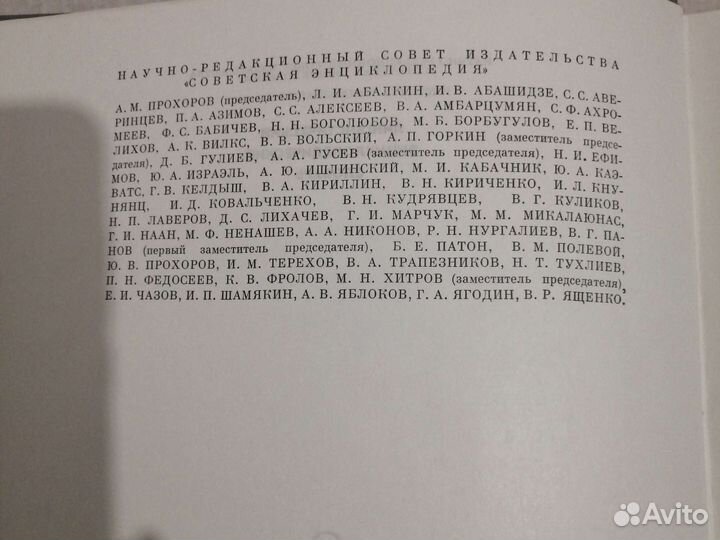 НАУЧНО-РЕДАКЦИОННЫЙ СОВЕТ ИЗДАТЕЛЬСТВА
«СОВЕТСКАЯ ЭНЦИКЛОПЕДИЯ»
А. М. ПРОХОРОВ (председатель), Л. И. АБАЛКИН, И. В. АБАШИДЗЕ, С. С. АВЕ-
РИНЦЕВ, П. А. АЗИМОВ, С. С. АЛЕКСЕЕВ, В. А. АМБАРЦУМЯН, С. Ф. АХРО-
МЕЕВ, Ф. С. БАБИЧЕВ, Н. Н. БОГОЛЮБОВ, М. Б. БОРБУГУЛОВ, Е. П. ВЕ-
ЛИХОВ, А. К. ВИЛКС, В. В. ВОЛЬСКИЙ, А. П. ГОРКИН (заместитель предсе-
дателя), Д. Б. ГУЛИЕВ, А. А. ГУСЕВ (заместитель председателя), Н. И. ЕФИ-
МОВ, Ю. А. ИЗРАЭЛЬ, А. Ю. ИШЛИНСКИЙ, М. И. КАБАЧНИК, Ю. А. КАЭ-
ВАТС, Г. В. КЕЛДЫШ, В. А. КИРИЛЛИН, В. Н. КИРИЧЕНКО, И. Л. КНУ-
НЯНЦ, И. Д. КОВАЛЬЧЕНКО, В. Н. КУДРЯВЦЕВ, В. Г. КУЛИКОВ,
Н. П. ЛАВЕРОВ, Д. С. ЛИХАЧЕВ, Г. И. МАРЧУК, М. М. МИКАЛАЮНАС,
Г. И. НААН, М. Ф. НЕНАШЕВ, А. А. НИКОНОВ, Р. Н. НУРГАЛИЕВ, В. Г. ПА-
НОВ (первый заместитель председателя), Б. Е. ПАТОН, В. М. ПОЛЕВОЙ,
Ю. В. ПРОХОРОВ, И. М. ТЕРЕХОВ, В. А. ТРАПЕЗНИКОВ, Н. Т. ТУХЛИЕВ,
П. Н. ФЕДОСЕЕВ, К. В. ФРОЛОВ, М. Н. ХИТРОВ (заместитель председателя),
Е. И. ЧАЗОВ, И. П. ШАМЯКИН, А. В. ЯБЛОКОВ, Г. А. ЯГОДИН, В. Р. ЯЩЕНКО.
Avito